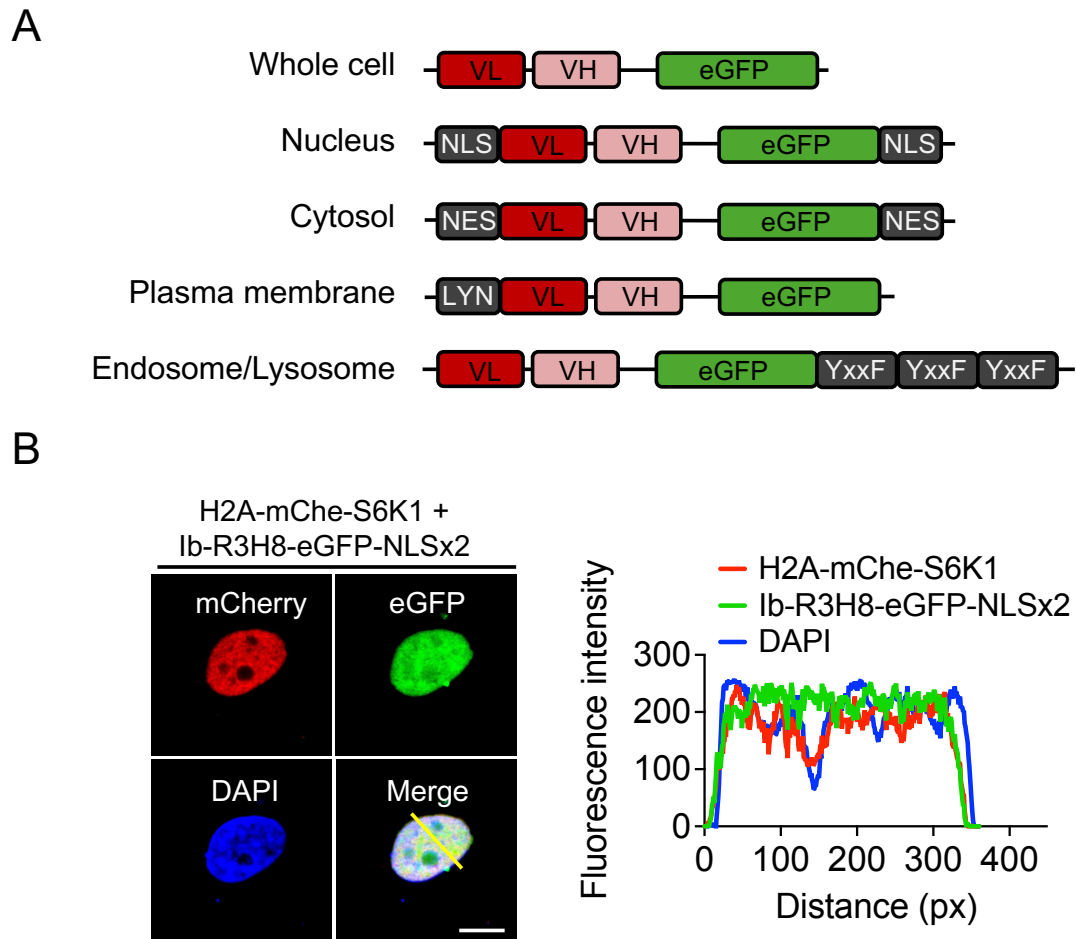 A
Whole cell VL VH eGFP
Nucleus NLS VL VH eGFP NLS
Cytosol NES VL VH eGFP NES
Plasma membrane LYN VL VH eGFP
Endosome/Lysosome VL VH eGFP YxxF YxxF YxxF
B
H2A-mChe-S6K1 +
Ib-R3H8-eGFP-NLSx2
mCherry eGFP
DAPI Merge
H2A-mChe-S6K1
Ib-R3H8-eGFP-NLSx2
DAPI
Fluorescence intensity
300
200
100
0
0 100 200 300 400
Distance (px)